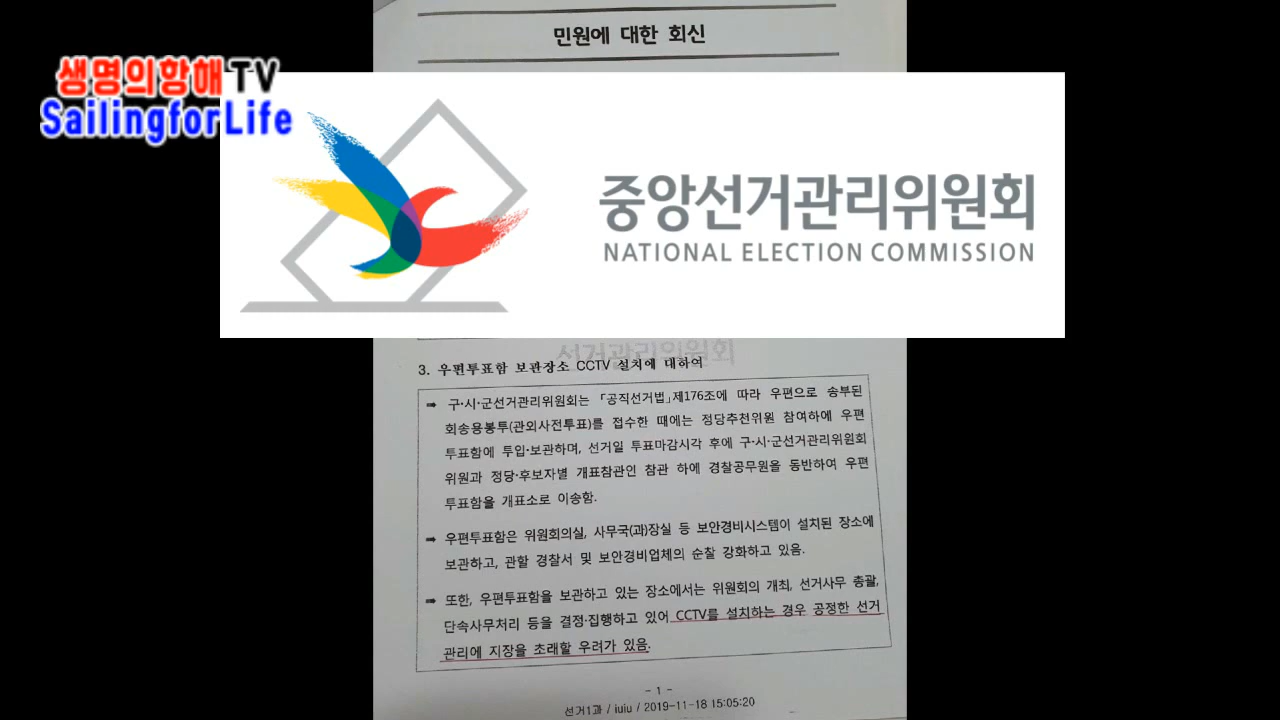 민원에 대한 회신
생명의항해TV
SailingforLife
중앙선거관리위원회
NATIONAL ELECTION COMMISSION
선거관리위원회
3. 우편투표함 보관장소 CCTV 설치에 대하여
➡ 구·시·군선거관리위원회는 「공직선거법」제176조에 따라 우편으로 송부된
회송용봉투(관외사전투표)를 접수한 때에는 정당추천위원 참여하에 우편
투표함에 투입·보관하며, 선거일 투표마감시각 후에 구·시·군선거관리위원회
위원과 정당·후보자별 개표참관인 참관 하에 경찰공무원을 동반하여 우편
투표함을 개표소로 이송함.
➡ 우편투표함은 위원회의실, 사무국(과)장실 등 보안경비시스템이 설치된 장소에
보관하고, 관할 경찰서 및 보안경비업체의 순찰 강화하고 있음.
➡ 또한, 우편투표함을 보관하고 있는 장소에서는 위원회의 개최, 선거사무 총괄,
단속사무처리 등을 결정·집행하고 있어 CCTV를 설치하는 경우 공정한 선거
관리에 지장을 초래할 우려가 있음.
- 1 -
선거1과 / iuiu / 2019-11-18 15:05:20